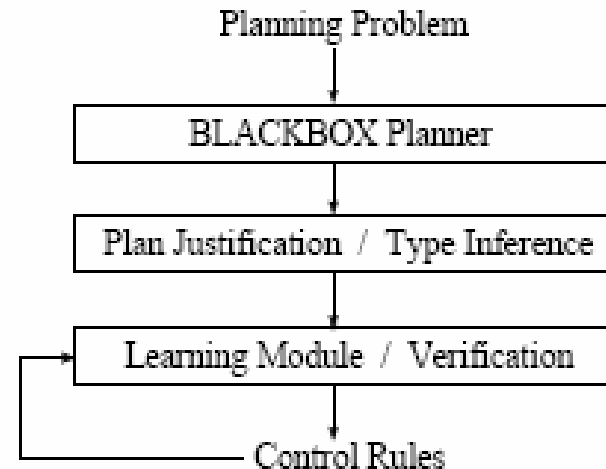 Planning Problem
BLACKBOX Planner
Plan Justification / Type Inference
Learning Module / Verification
Control Rules